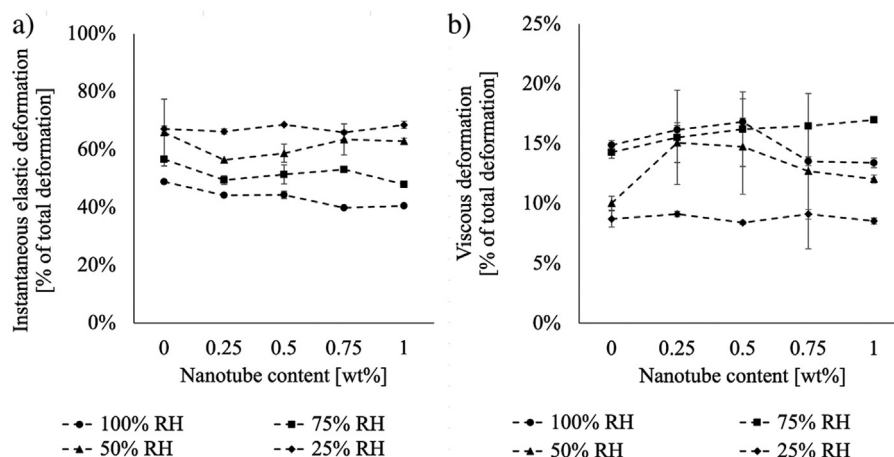 a)
Instantaneous elastic deformation
[% of total deformation]
100%
80%
60%
40%
20%
0%
0 0.25 0.5 0.75 1
Nanotube content [wt%]
100% RH 75% RH
50% RH 25% RH
b)
Viscous deformation
[% of total deformation]
25%
20%
15%
10%
5%
0%
0 0.25 0.5 0.75 1
Nanotube content [wt%]
100% RH 75% RH
50% RH 25% RH